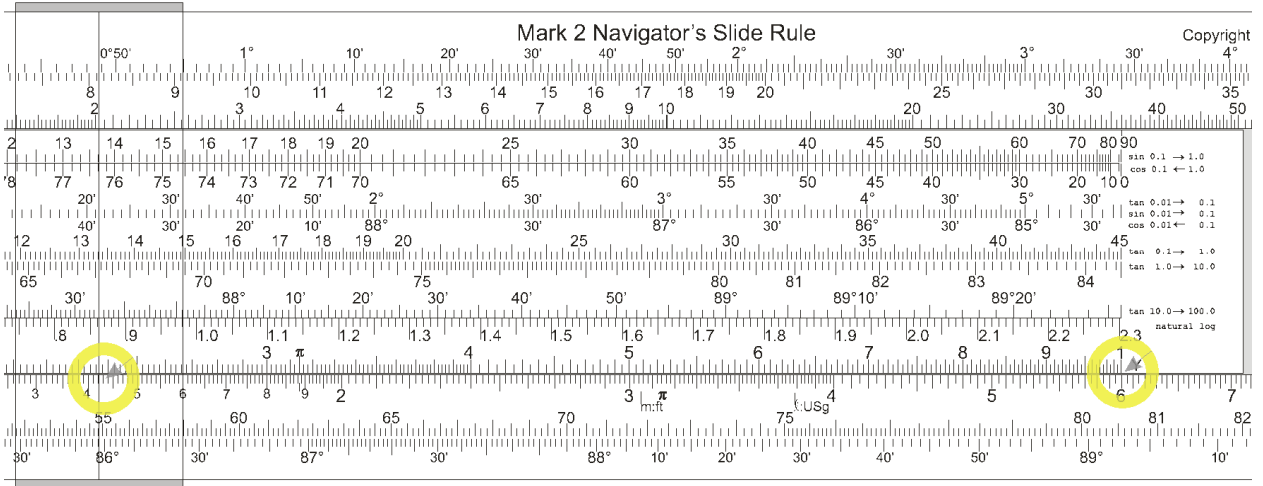 Mark 2 Navigator's Slide Rule
Copyright
0°50' 1° 10' 20' 30' 40' 50' 2° 30' 3° 30' 4°
8 9 10 11 12 13 14 15 16 17 18 19 20 25 30 35
2 3 4 5 6 7 8 9 10 20 30 40 50
2 13 14 15 16 17 18 19 20 25 30 35 40 45 50 60 70 80 90
sin 0.1 → 1.0
cos 0.1 ← 1.0
78 77 76 75 74 73 72 71 70 65 60 55 50 45 40 30 20 10 0
20' 30' 40' 50' 2° 30' 3° 30' 4° 30' 5° 30'
tan 0.01→ 0.1
sin 0.01→ 0.1
cos 0.01← 0.1
40' 30' 20' 10' 88° 30' 87° 30' 86° 30' 85° 30'
12 13 14 15 16 17 18 19 20 25 30 35 40 45
tan 0.1→ 1.0
tan 1.0→ 10.0
65 70 75 80 81 82 83 84
30' 88° 10' 20' 30' 40' 50' 89° 89°10' 89°20'
tan 10.0→100.0
natural log
.8 .9 1.0 1.1 1.2 1.3 1.4 1.5 1.6 1.7 1.8 1.9 2.0 2.1 2.2 2.3
3 π 4 5 6 7 8 9 1
3 4 5 6 7 8 9 2 3 π 4 5 6 7
m:ft
ℓ:USg
55 60 65 70 75 80 81 82
30' 86° 30' 87° 30' 88° 10' 20' 30' 40' 50' 89° 10'